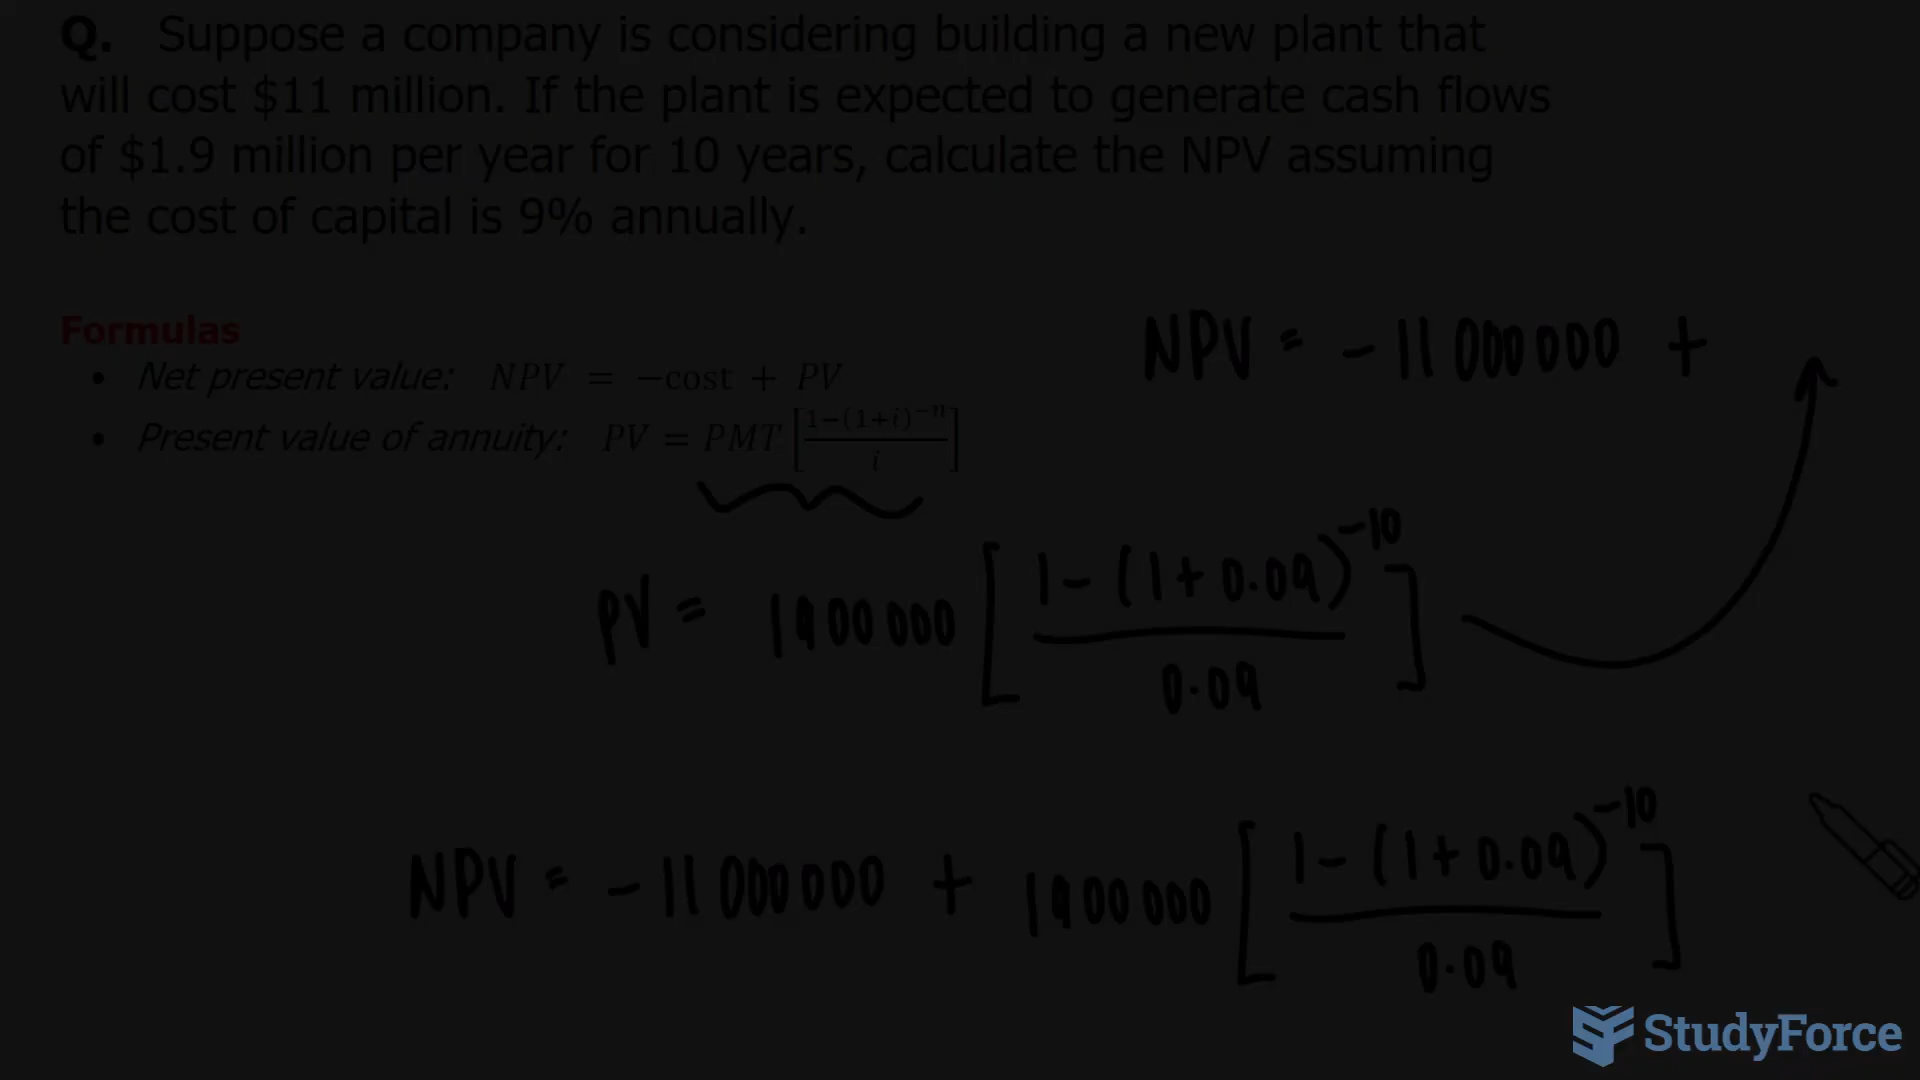 Q. Suppose a company is considering building a new plant that
will cost $11 million. If the plant is expected to generate cash flows
of $1.9 million per year for 10 years, calculate the NPV assuming
the cost of capital is 9% annually.
Formulas
• Net present value: NPV = −cost + PV
• Present value of annuity: PV = PMT [(1−(1+i)^−n)/i]
NPV = - 11 000 000 +
PV = 1 900 000 [(1 - (1 + 0.09)^-10)/0.09]
NPV = - 11 000 000 + 1 900 000 [(1 - (1 + 0.09)^-10)/0.09]
StudyForce